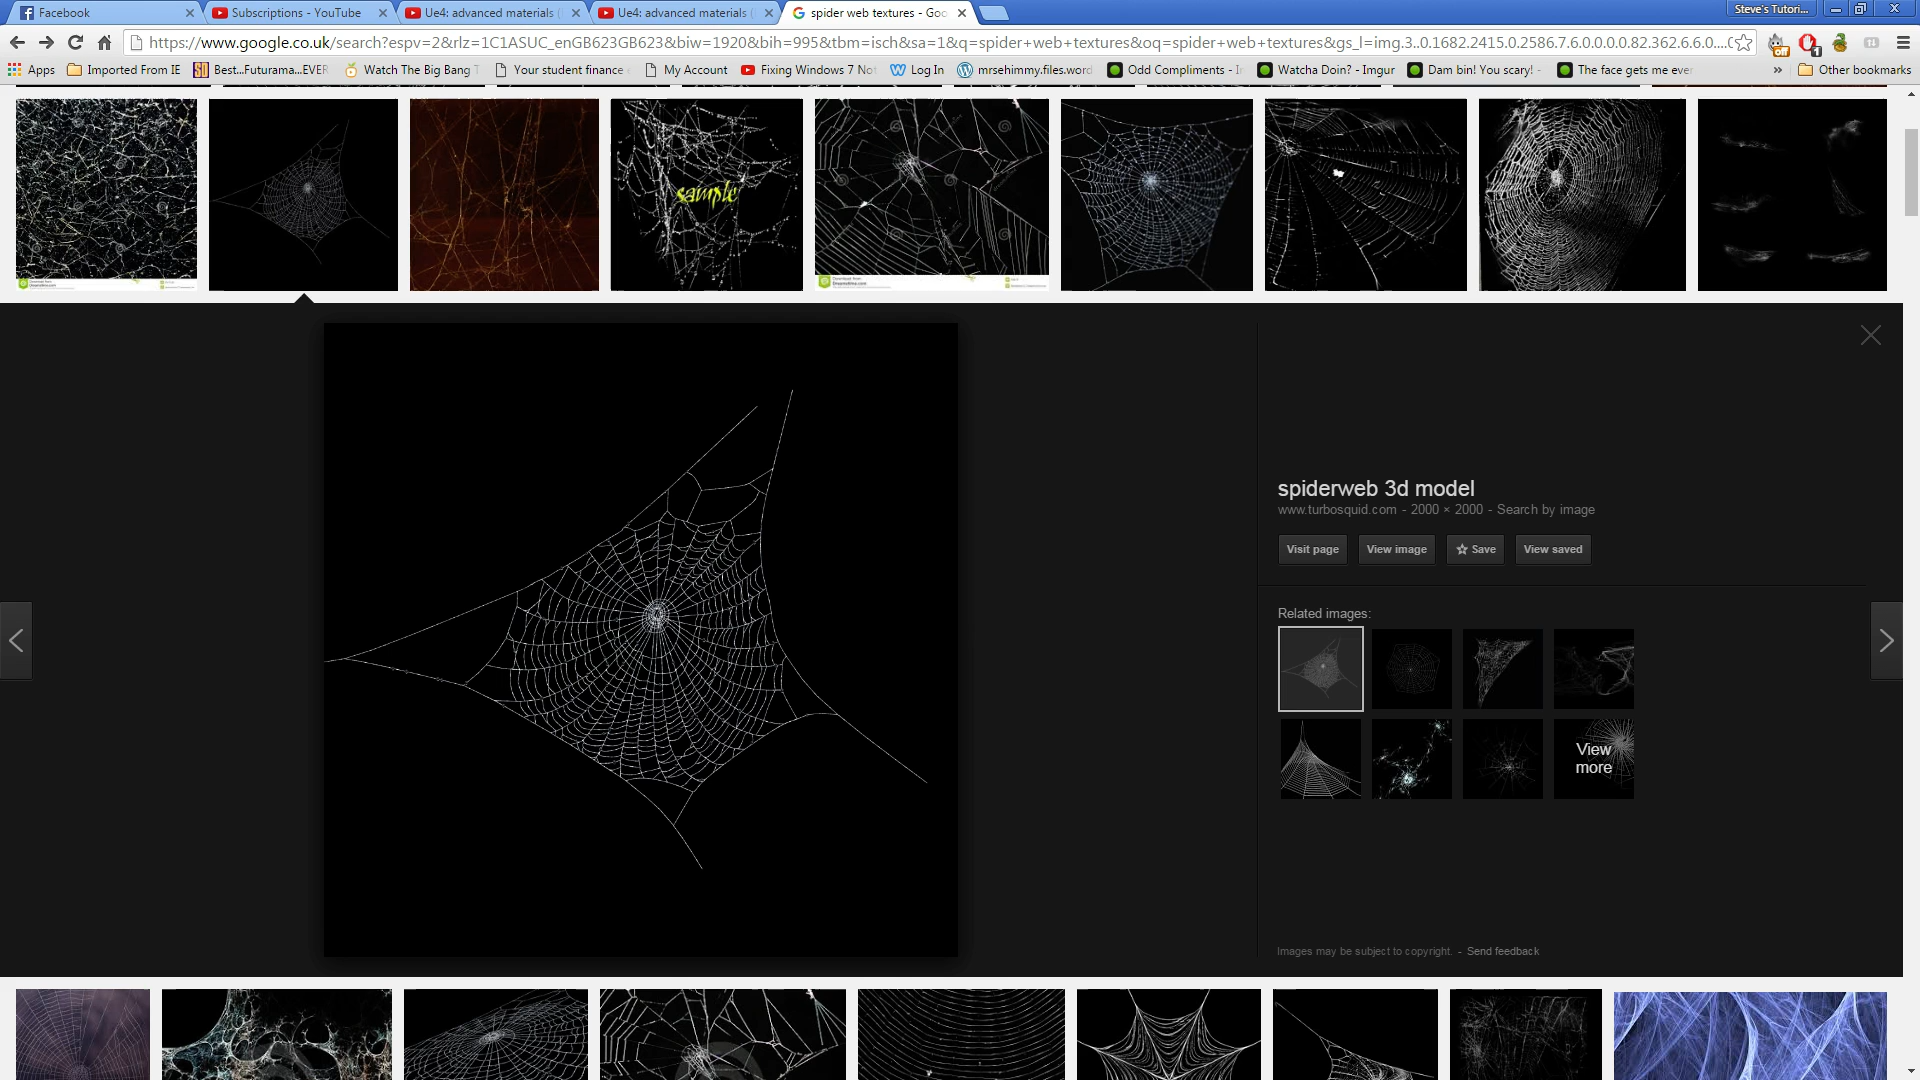 Facebook
Subscriptions - YouTube
Ue4: advanced materials (
Ue4: advanced materials (
spider web textures - Goo
Steve's Tutori...
https://www.google.co.uk/search?espv=2&rlz=1C1ASUC_enGB623GB623&biw=1920&bih=995&tbm=isch&sa=1&q=spider+web+textures&oq=spider+web+textures&gs_l=img.3..0.1682.2415.0.2586.7.6.0.0.0.0.82.362.6.6.0....0
Apps
Imported From IE
Best...Futurama...EVER
Watch The Big Bang T
Your student finance
My Account
Fixing Windows 7 Not
Log In
mrsehimmy.files.word
Odd Compliments - Ir
Watcha Doin? - Imgur
Dam bin! You scary! -
The face gets me ever
»
Other bookmarks
sample
spiderweb 3d model
www.turbosquid.com - 2000 × 2000 - Search by image
Visit page
View image
Save
View saved
Related images:
View more
Images may be subject to copyright. - Send feedback